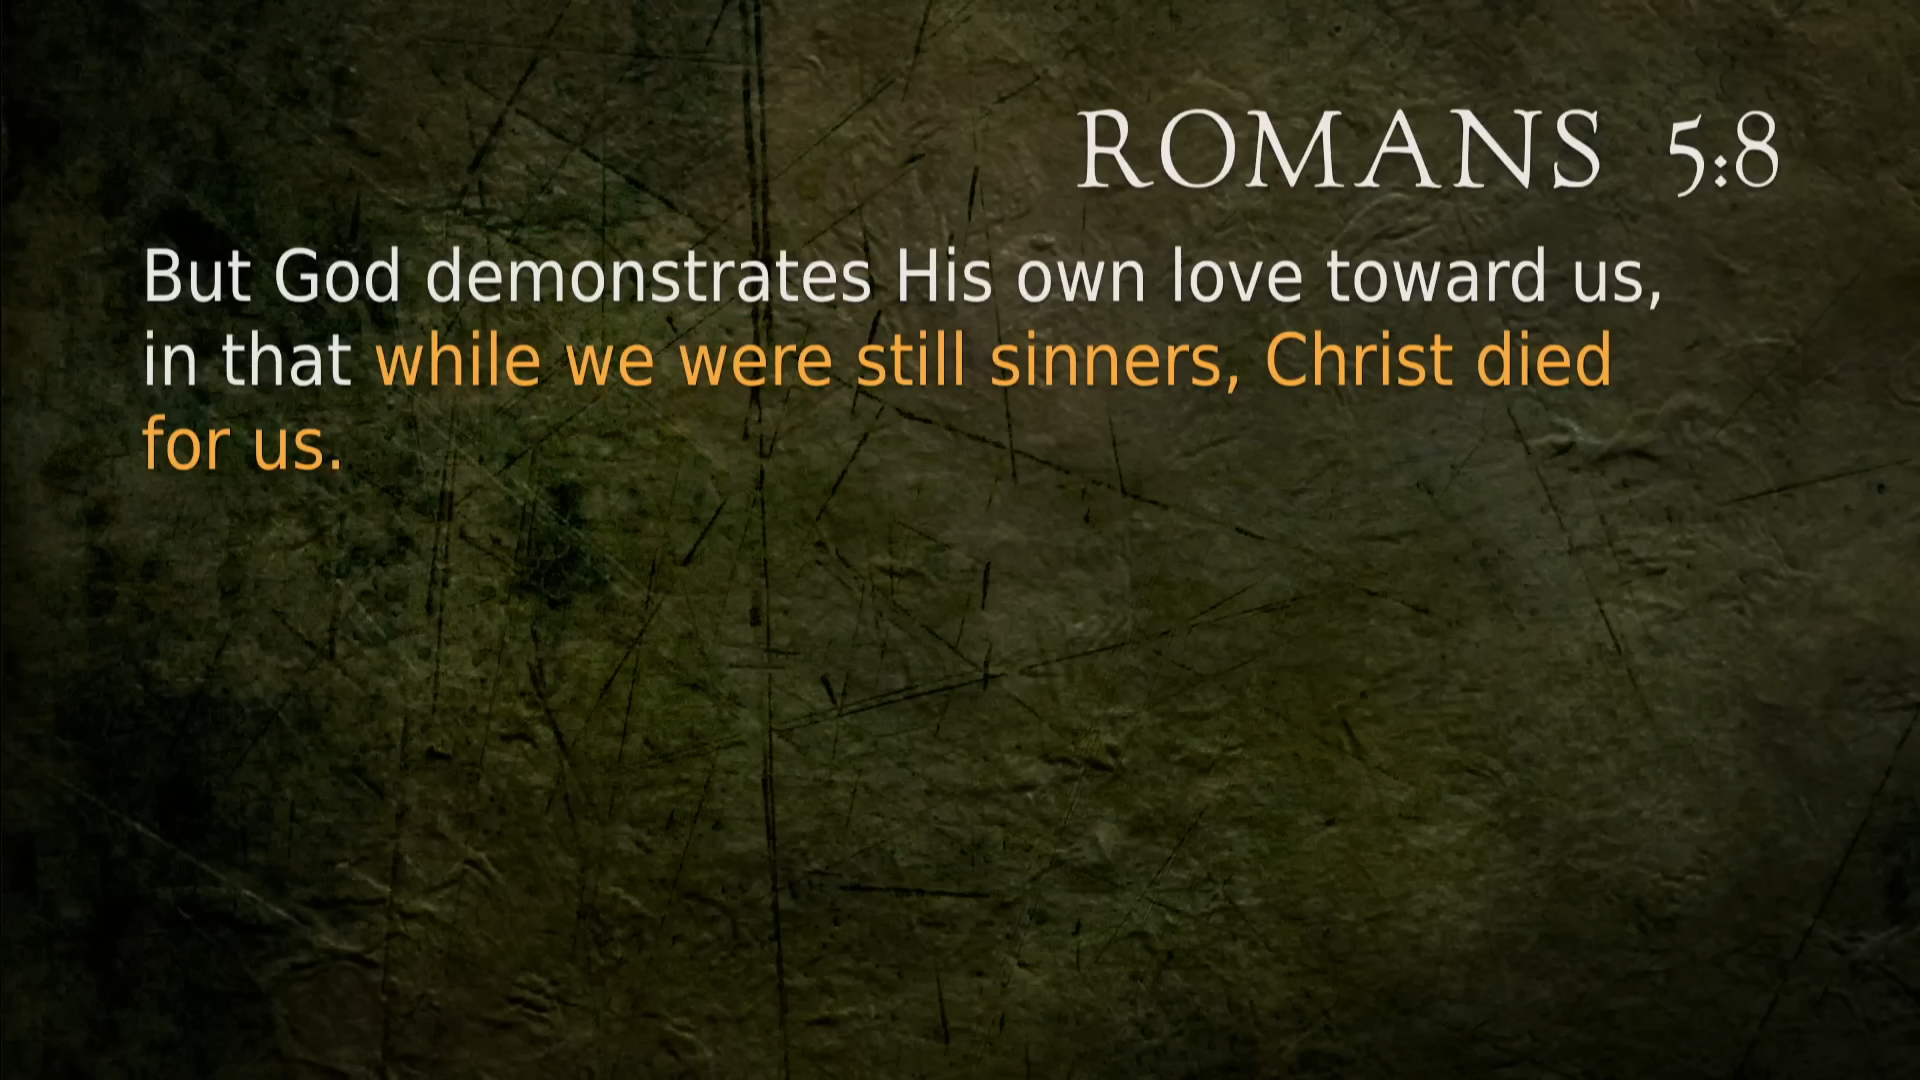 ROMANS 5:8
But God demonstrates His own love toward us,
in that while we were still sinners, Christ died
for us.